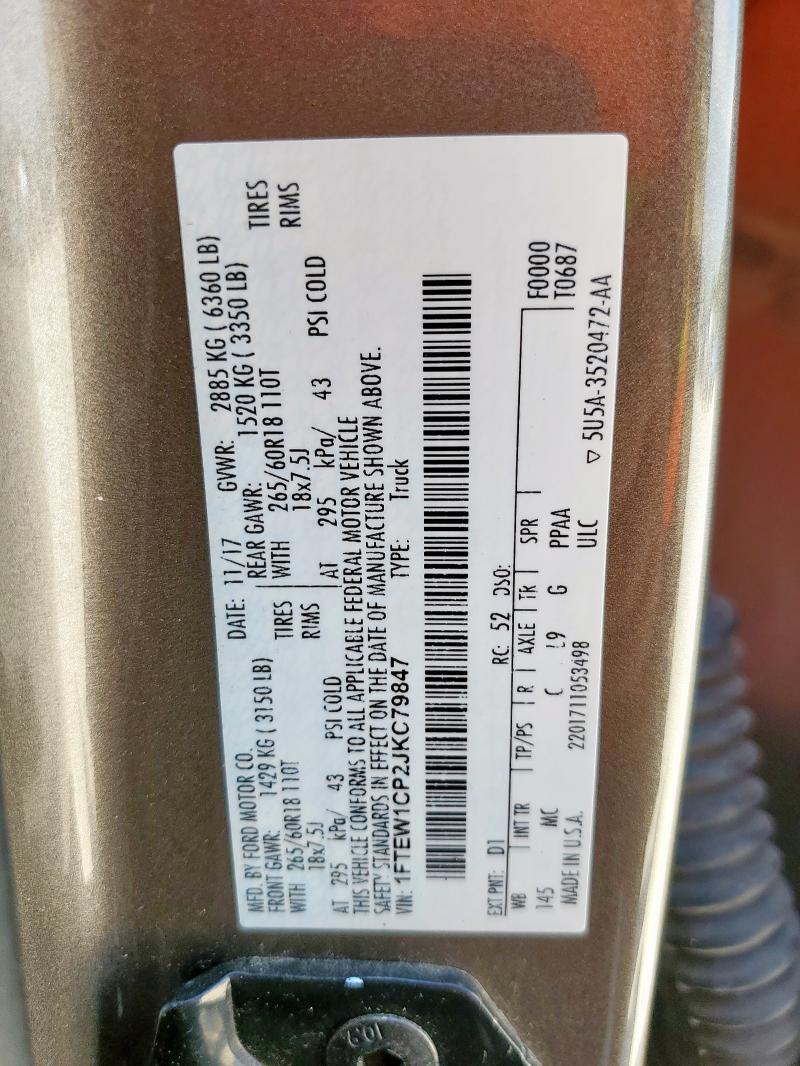 MFD. BY FORD MOTOR CO.
DATE: 11/17 GVWR: 2885 KG ( 6360 LB)
FRONT GAWR: 1429 KG ( 3150 LB) REAR GAWR: 1520 KG ( 3350 LB)
WITH 265/60R18 110T TIRES WITH 265/60R18 110T TIRES
18x7.5J RIMS 18x7.5J RIMS
AT 295 kPa/ 43 PSI COLD AT 295 kPa/ 43 PSI COLD
THIS VEHICLE CONFORMS TO ALL APPLICABLE FEDERAL MOTOR VEHICLE
SAFETY STANDARDS IN EFFECT ON THE DATE OF MANUFACTURE SHOWN ABOVE.
VIN: 1FTEW1CP2JKC79847 TYPE: Truck
EXT PNT: D1 RC: 52 DSO: F0000
WB INT TR TP/PS R AXLE TR SPR T0687
145 MC C L9 G PPAA
ULC
MADE IN U.S.A. 2201711053498 ▽ 5U5A-3520472-AA
10.9